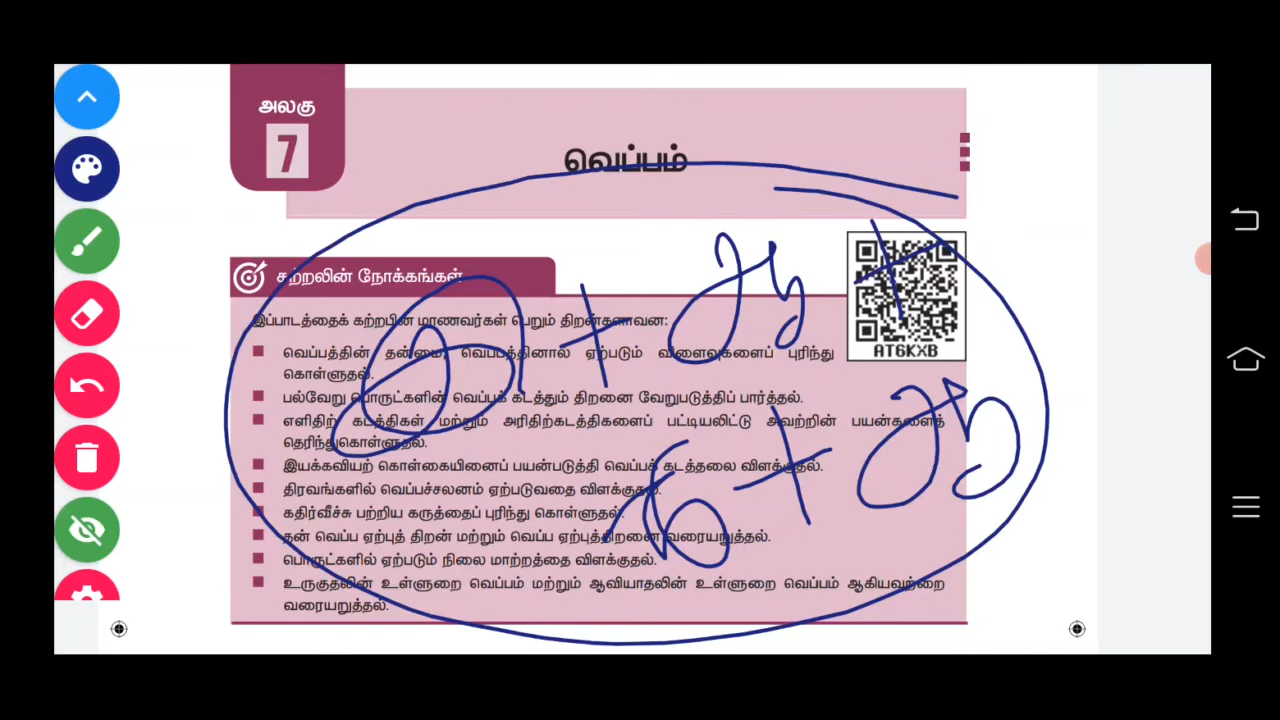 அலகு
7
வெப்பம்
கற்றலின் நோக்கங்கள்
AT6KXB
இப்பாடத்தைக் கற்றபின் மாணவர்கள் பெறும் திறன்களாவன:
வெப்பத்தின் தன்மை, வெப்பத்தினால் ஏற்படும் விளைவுகளைப் புரிந்து
கொள்ளுதல்.
பல்வேறு பொருட்களின் வெப்பக் கடத்தும் திறனை வேறுபடுத்திப் பார்த்தல்.
எளிதிற் கடத்திகள் மற்றும் அரிதிற்கடத்திகளைப் பட்டியலிட்டு அவற்றின் பயன்களைத்
தெரிந்துகொள்ளுதல்.
இயக்கவியற் கொள்கையினைப் பயன்படுத்தி வெப்பக் கடத்தலை விளக்குதல்.
திரவங்களில் வெப்பச்சலனம் ஏற்படுவதை விளக்குதல்.
கதிர்வீச்சு பற்றிய கருத்தைப் புரிந்து கொள்ளுதல்.
தன் வெப்ப ஏற்புத் திறன் மற்றும் வெப்ப ஏற்புத்திறனை வரையறுத்தல்.
பொருட்களில் ஏற்படும் நிலை மாற்றத்தை விளக்குதல்.
உருகுதலின் உள்ளுறை வெப்பம் மற்றும் ஆவியாதலின் உள்ளுறை வெப்பம் ஆகியவற்றை
வரையறுத்தல்.